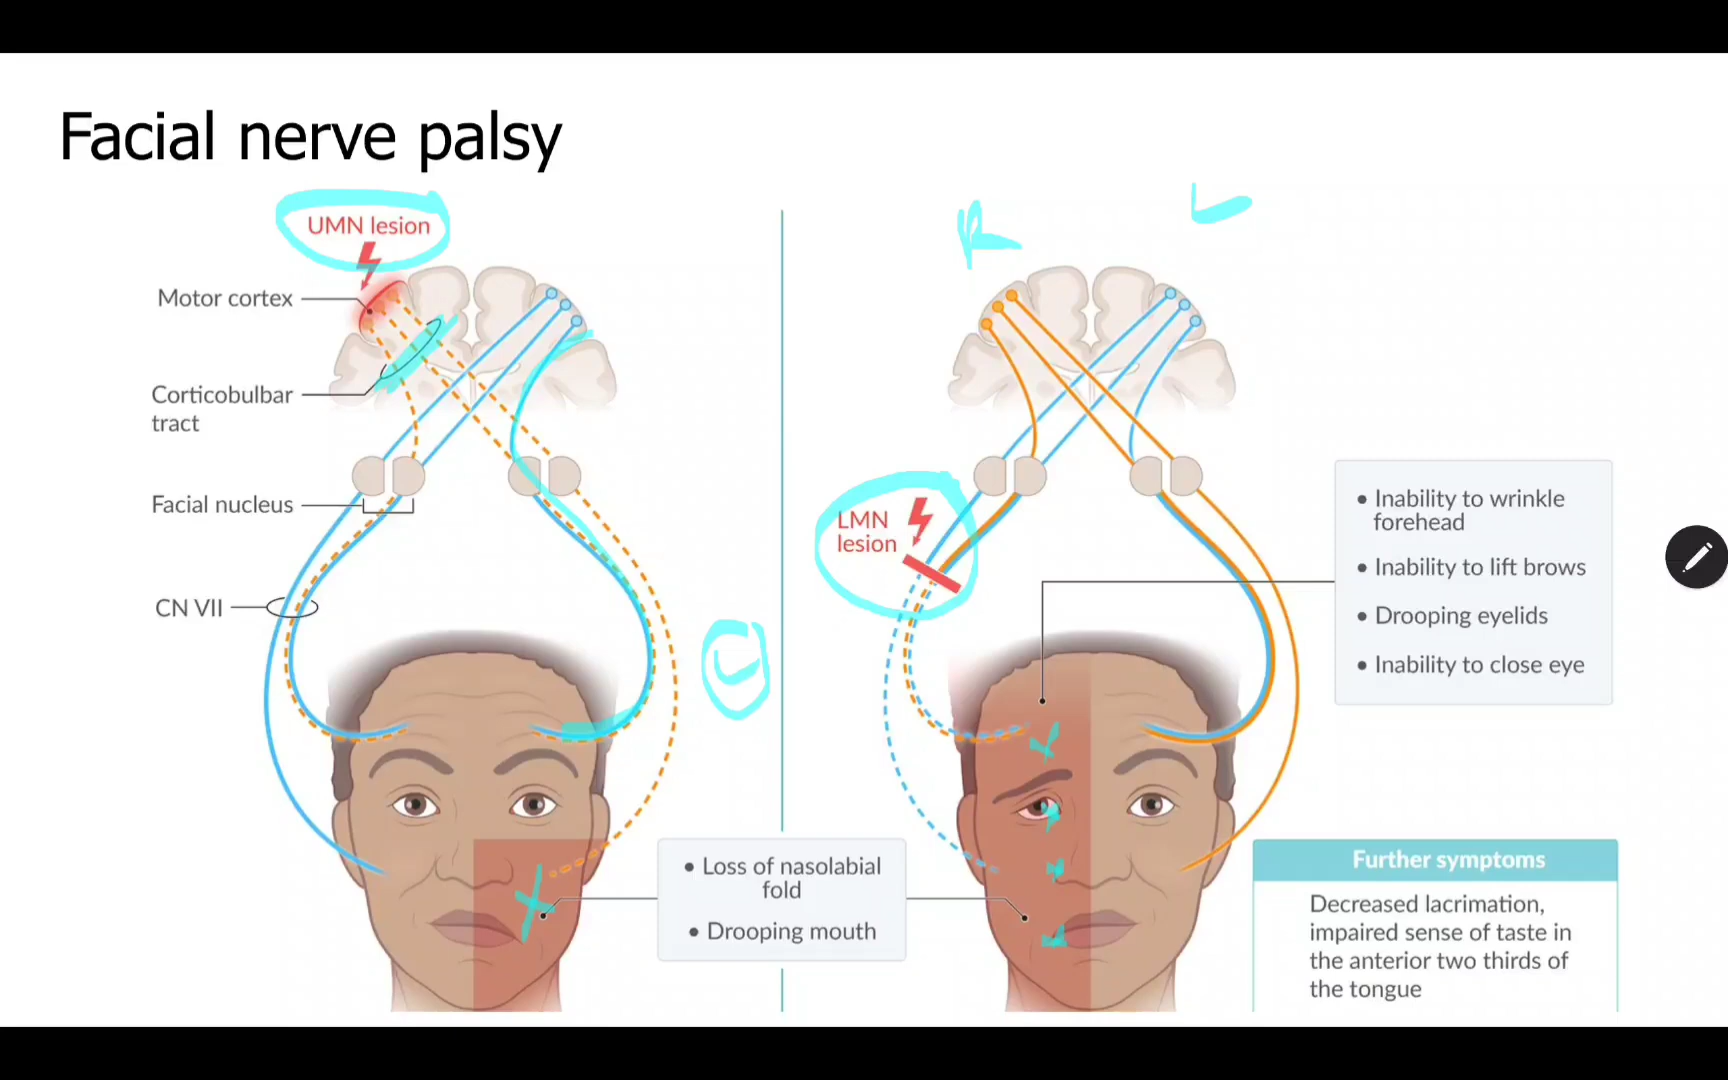 Facial nerve palsy
UMN lesion
Motor cortex
Corticobulbar
tract
Facial nucleus
CN VII
L
R
L
LMN
lesion
• Inability to wrinkle
forehead
• Inability to lift brows
• Drooping eyelids
• Inability to close eye
• Loss of nasolabial
fold
• Drooping mouth
Further symptoms
Decreased lacrimation,
impaired sense of taste in
the anterior two thirds of
the tongue